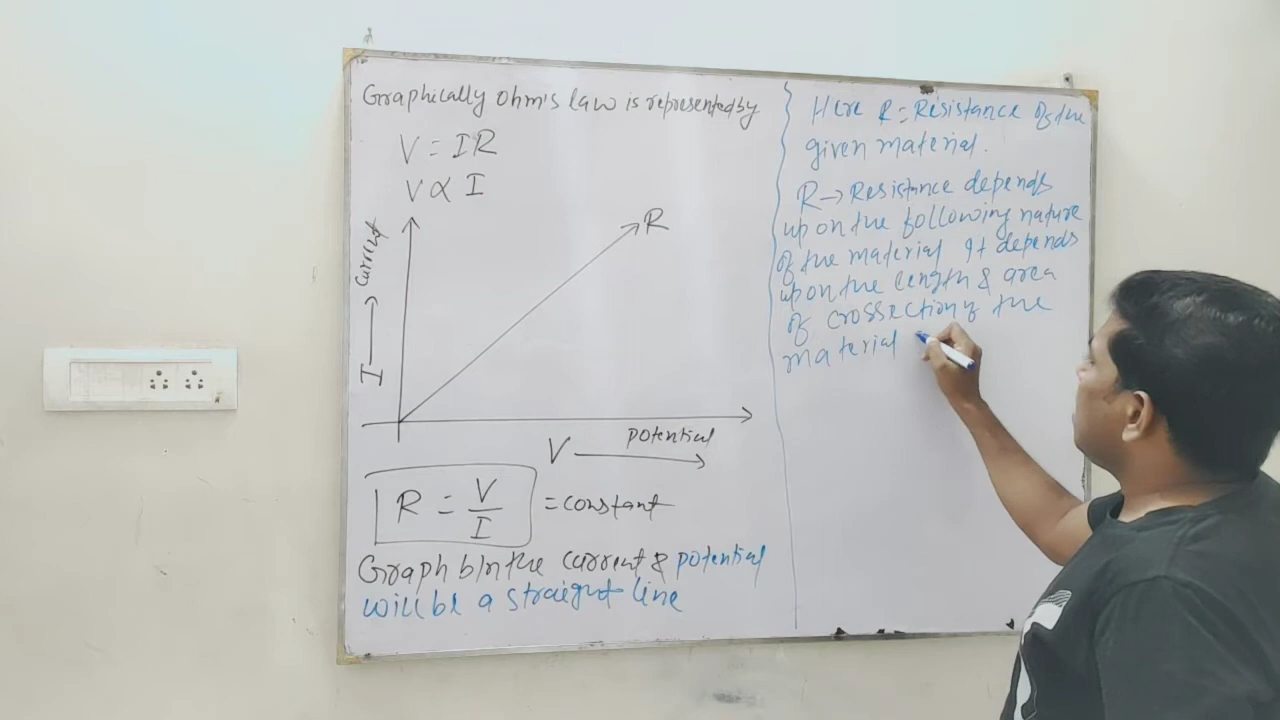 Graphically ohm's law is represented by
V = IR
V ∝ I
I → Current
R
V → potential
R = V/I = constant
Graph b/n the current & potential
will be a straight line
Here R = Resistance of the
given material.
R → Resistance depends
upon the following nature
of the material It depends
upon the length & area
of crossection of the
material